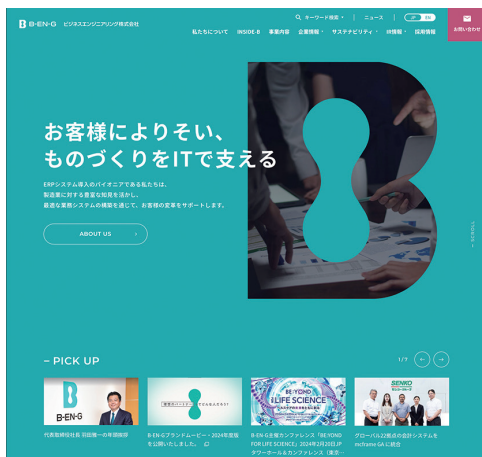 B-EN-G ビジネスエンジニアリング株式会社
キーワード検索 ニュース JP EN
お問い合わせ
私たちについて INSIDE-B 事業内容 企業情報 サステナビリティ IR情報 採用情報
お客様によりそい、
ものづくりをITで支える
ERPシステム導入のパイオニアである私たちは、
製造業に対する豊富な知見を活かし、
最適な業務システムの構築を通じて、お客様の変革をサポートします。
ABOUT US
SCROLL
PICK UP
1/7
B-EN-G
BE:YOND
LIFE SCIENCE
SENKO
代表取締役社長 羽田雅一の年頭挨拶
B-EN-Gブランドムービー・2024年度版
を公開いたしました。
B-EN-G主催カンファレンス「BE:YOND
FOR LIFE SCIENCE」2024年2月20日JP
タワーホール&カンファレンス（東京…
グローバル22拠点の会計システムを
mcframe GA に統合